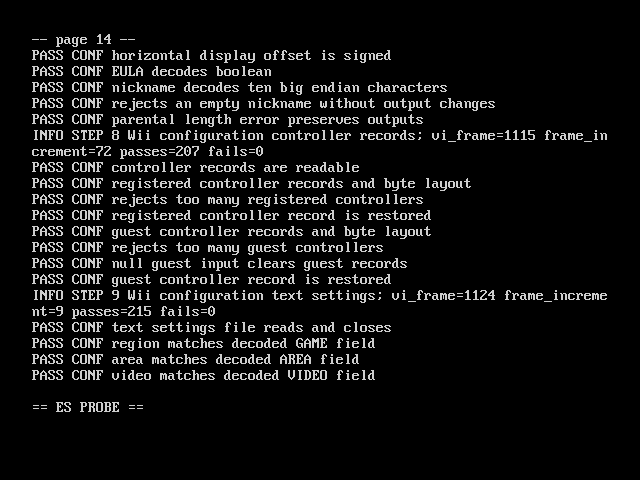 -- page 14 --
PASS CONF horizontal display offset is signed
PASS CONF EULA decodes boolean
PASS CONF nickname decodes ten big endian characters
PASS CONF rejects an empty nickname without output changes
PASS CONF parental length error preserves outputs
INFO STEP 8 Wii configuration controller records; vi_frame=1115 frame_in
crement=72 passes=207 fails=0
PASS CONF controller records are readable
PASS CONF registered controller records and byte layout
PASS CONF rejects too many registered controllers
PASS CONF registered controller record is restored
PASS CONF guest controller records and byte layout
PASS CONF rejects too many guest controllers
PASS CONF null guest input clears guest records
PASS CONF guest controller record is restored
INFO STEP 9 Wii configuration text settings; vi_frame=1124 frame_increme
nt=9 passes=215 fails=0
PASS CONF text settings file reads and closes
PASS CONF region matches decoded GAME field
PASS CONF area matches decoded AREA field
PASS CONF video matches decoded VIDEO field
== ES PROBE ==